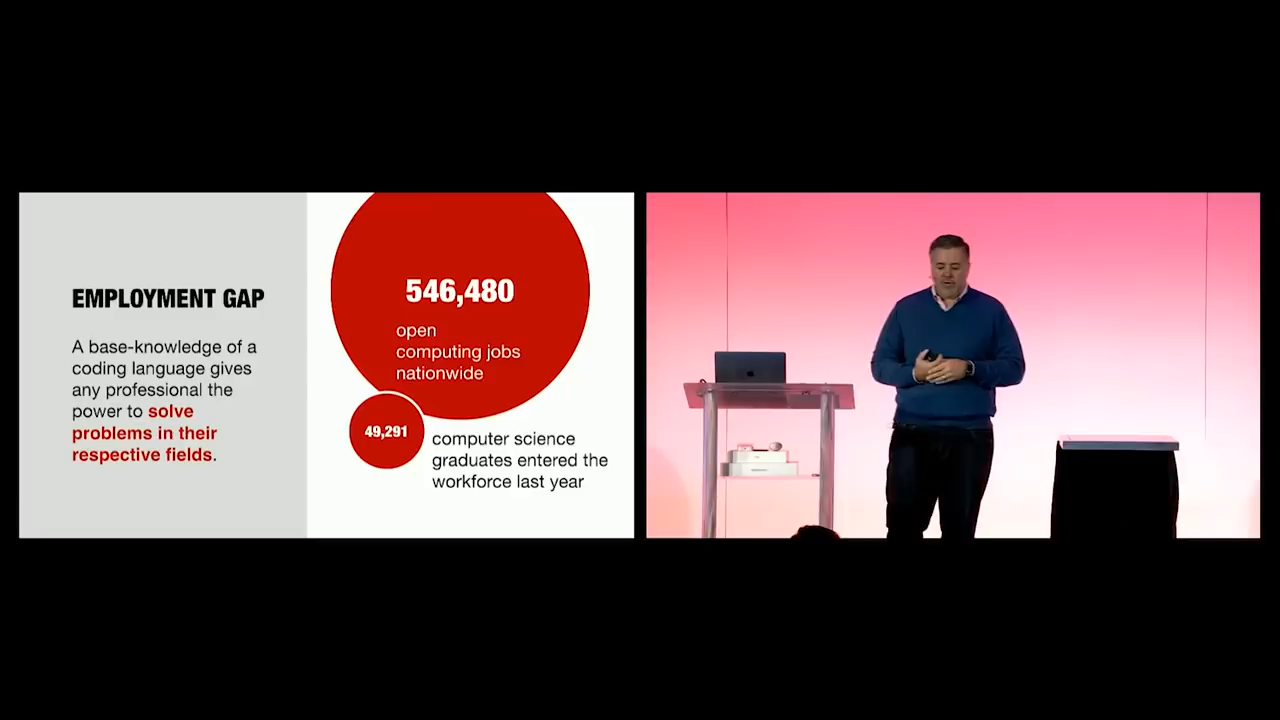 EMPLOYMENT GAP
A base-knowledge of a
coding language gives
any professional the
power to solve
problems in their
respective fields.
546,480
open
computing jobs
nationwide
49,291
computer science
graduates entered the
workforce last year